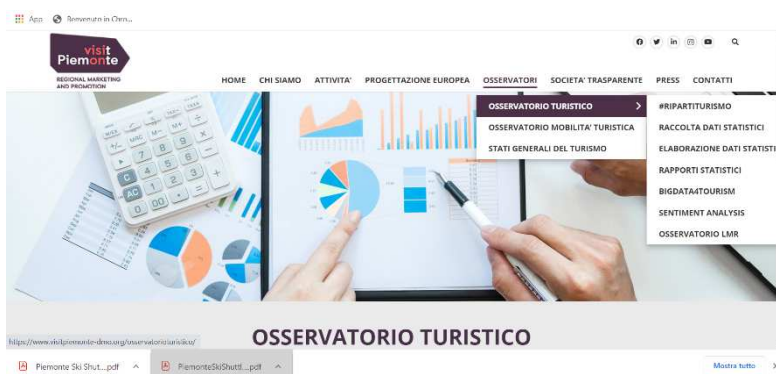 App
Benvenuto in Chro...
visit
Piemonte
REGIONAL MARKETING
AND PROMOTION
HOME CHI SIAMO ATTIVITA' PROGETTAZIONE EUROPEA OSSERVATORI SOCIETA' TRASPARENTE PRESS CONTATTI
OSSERVATORIO TURISTICO
OSSERVATORIO MOBILITA' TURISTICA
STATI GENERALI DEL TURISMO
#RIPARTITURISMO
RACCOLTA DATI STATISTICI
ELABORAZIONE DATI STATISTI
RAPPORTI STATISTICI
BIGDATA4TOURISM
SENTIMENT ANALYSIS
OSSERVATORIO LMR
OSSERVATORIO TURISTICO
https://www.visitpiemonte-dmo.org/osservatorioturistico/
Piemonte Ski Shut....pdf
PiemonteSkiShuttl....pdf
Mostra tutto